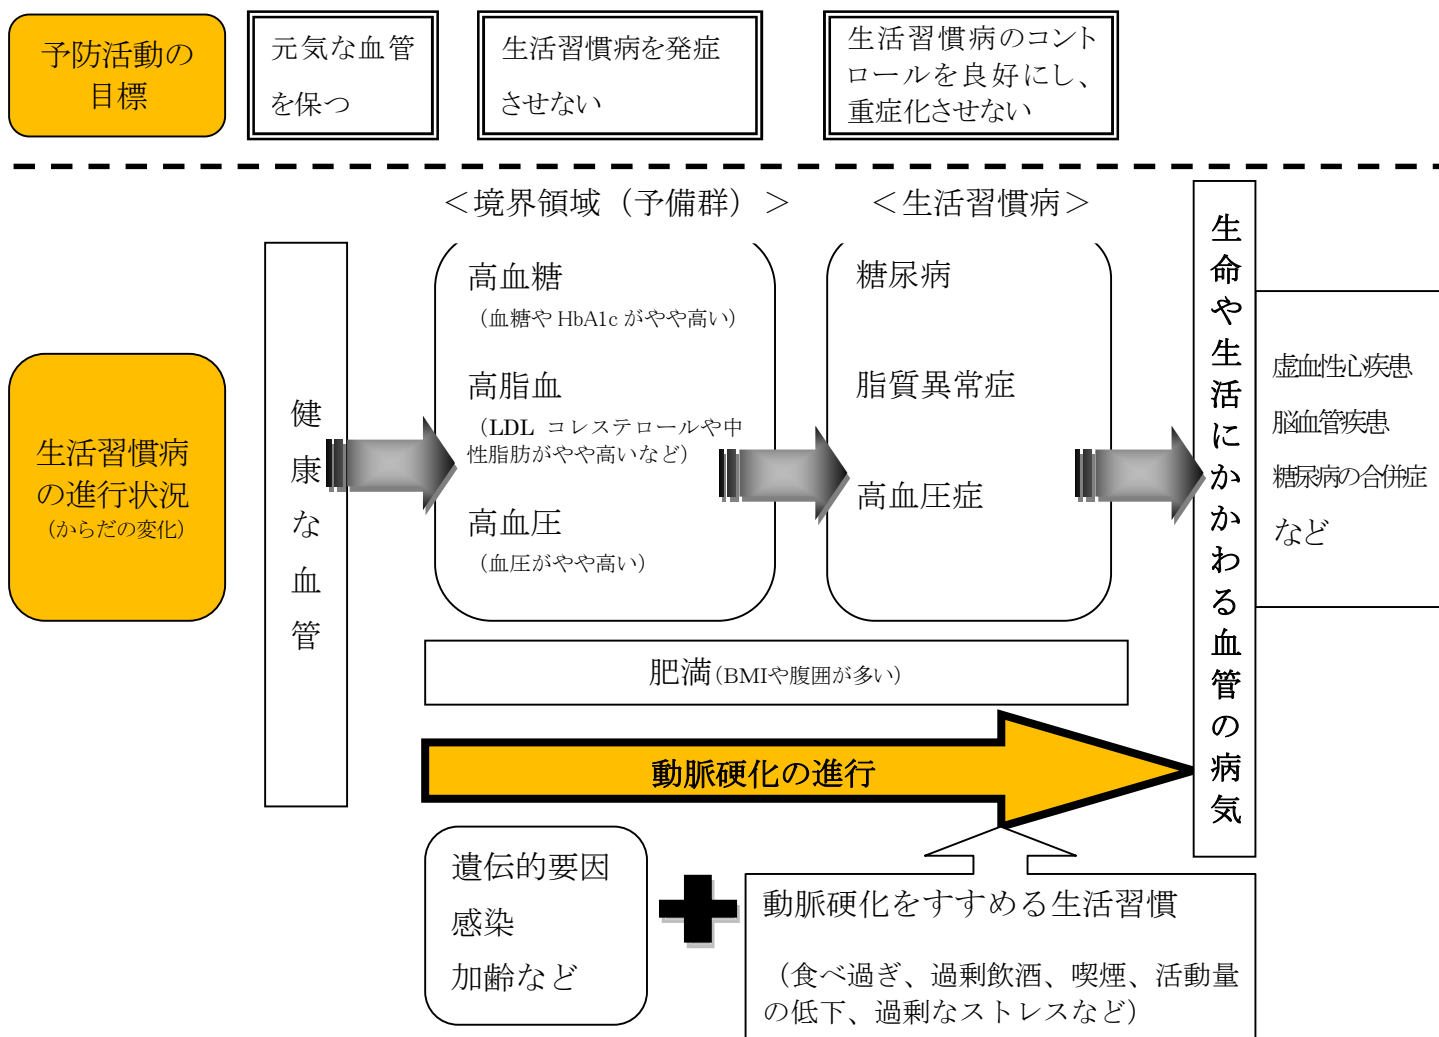 予防活動の
目標
元気な血管
を保つ
生活習慣病を発症
させない
生活習慣病のコント
ロールを良好にし、
重症化させない
＜境界領域（予備群）＞
＜生活習慣病＞
生活習慣病
の進行状況
（からだの変化）
健康な血管
高血糖
（血糖や HbA1c がやや高い）
高脂血
（LDL コレステロールや中
性脂肪がやや高いなど）
高血圧
（血圧がやや高い）
糖尿病
脂質異常症
高血圧症
生命や生活にかかわる血管の病気
虚血性心疾患
脳血管疾患
糖尿病の合併症
など
肥満（BMIや腹囲が多い）
動脈硬化の進行
遺伝的要因
感染
加齢など
動脈硬化をすすめる生活習慣
（食べ過ぎ、過剰飲酒、喫煙、活動量
の低下、過剰なストレスなど）